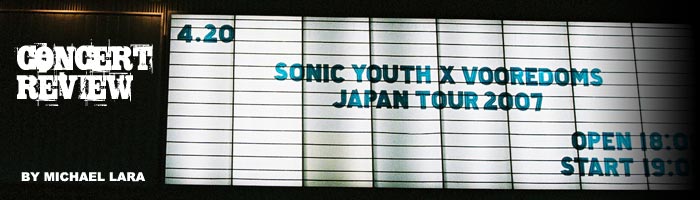 CONCERT
REVIEW
BY MICHAEL LARA
4.20
SONIC YOUTH X VOOREDOMS
JAPAN TOUR 2007
OPEN 18:0
START 19:0